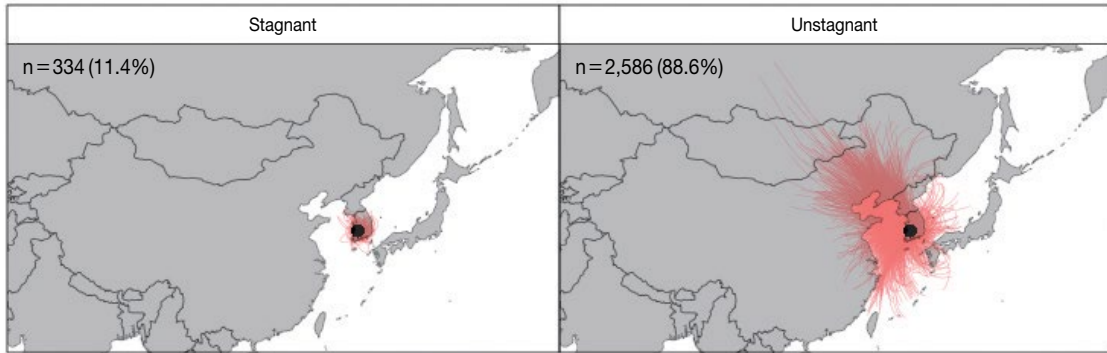 Stagnant
Unstagnant
n=334 (11.4%)
n=2,586 (88.6%)